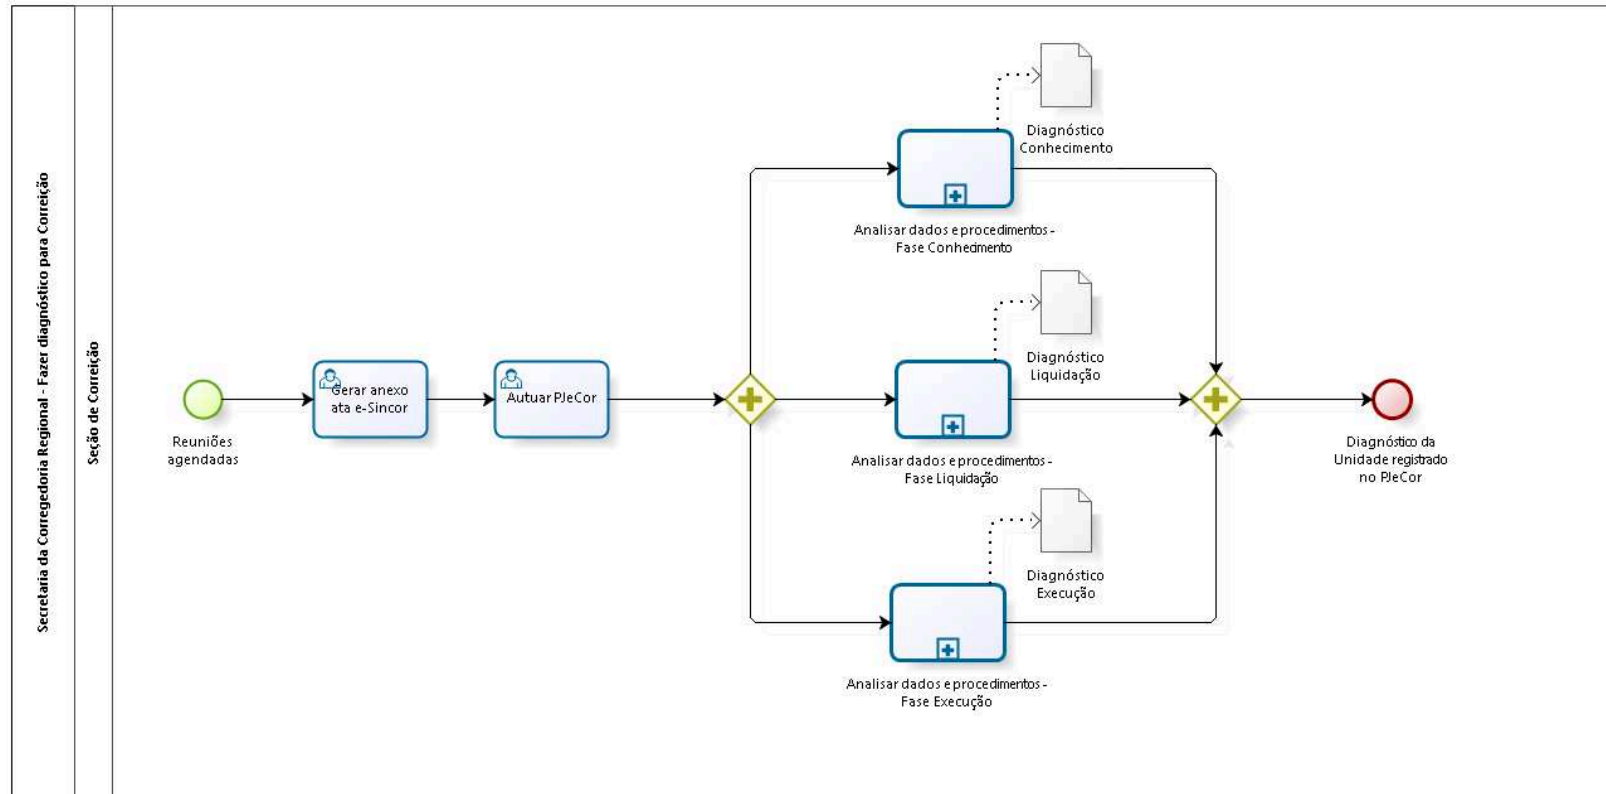 Secretaria da Corregedoria Regional - Fazer diagnóstico para Correição
Seção de Correição
Reuniões
agendadas
Gerar anexo
ata e-Sincor
Autuar PJeCor
Diagnóstico
Conhecimento
Analisar dados e procedimentos -
Fase Conhecimento
Diagnóstico
Liquidação
Analisar dados e procedimentos -
Fase Liquidação
Diagnóstico
Execução
Analisar dados e procedimentos -
Fase Execução
Diagnóstico da
Unidade registrado
no PJeCor